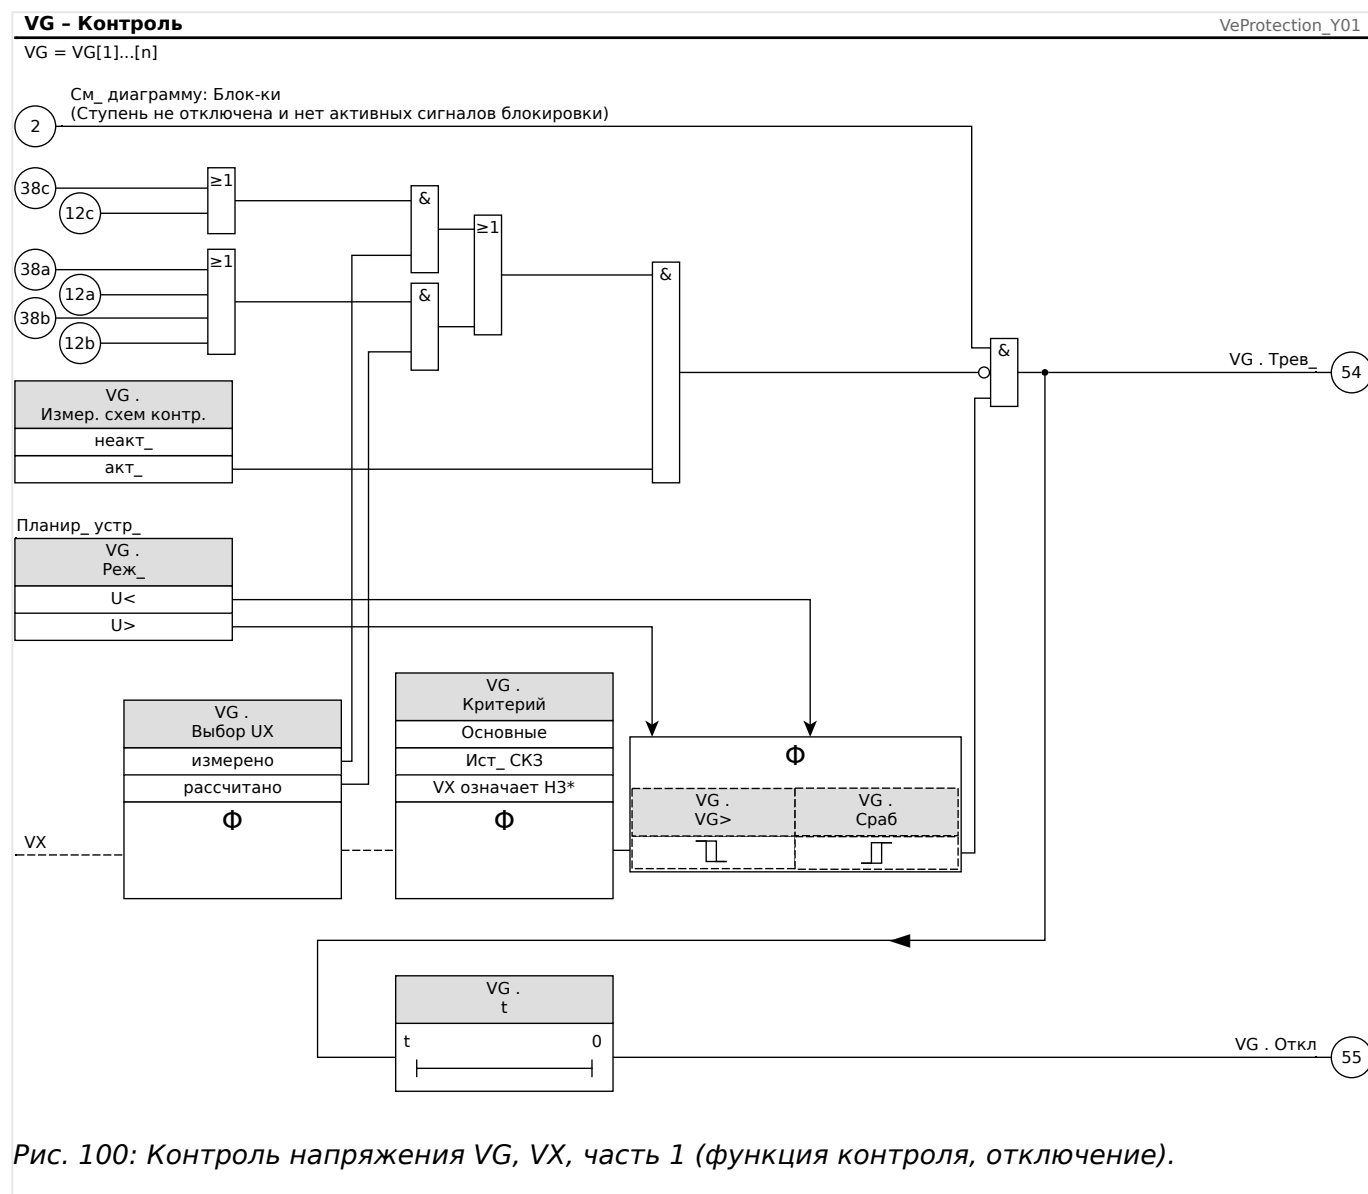 VG – Контроль
VeProtection_Y01
VG = VG[1]...[n]
См_ диаграмму: Блок-ки
(Ступень не отключена и нет активных сигналов блокировки)
2
38c
≥1
12c
&
≥1
38a
≥1
12a
38b
12b
&
&
&
VG . Трев_
54
VG .
Измер. схем контр.
неакт_
акт_
Планир_ устр_
VG .
Реж_
U<
U>
VG .
Выбор UX
измерено
рассчитано
Φ
VX
VG .
Критерий
Основные
Ист_ СКЗ
VX означает НЗ*
Φ
Φ
VG .
VG>
VG .
Сраб
VG .
t
t
0
VG . Откл
55
Рис. 100: Контроль напряжения VG, VX, часть 1 (функция контроля, отключение).